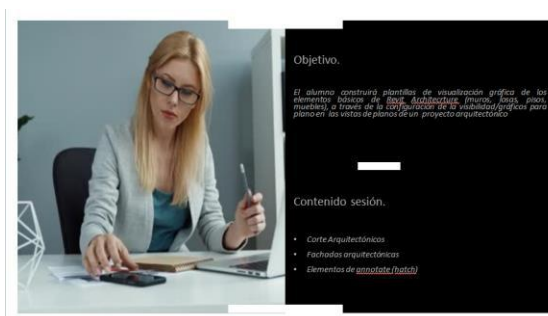 Objetivo.
El alumno construirá plantillas de visualización gráfica de los
elementos básicos de Revit Architecrture (muros, losas, pisos,
muebles), a través de la configuración de la visibilidad/gráficos para
plano en las vistas de planos de un proyecto arquitectónico
Contenido sesión.
• Corte Arquitectónicos
• Fachadas arquitectónicas
• Elementos de annotate (hatch)